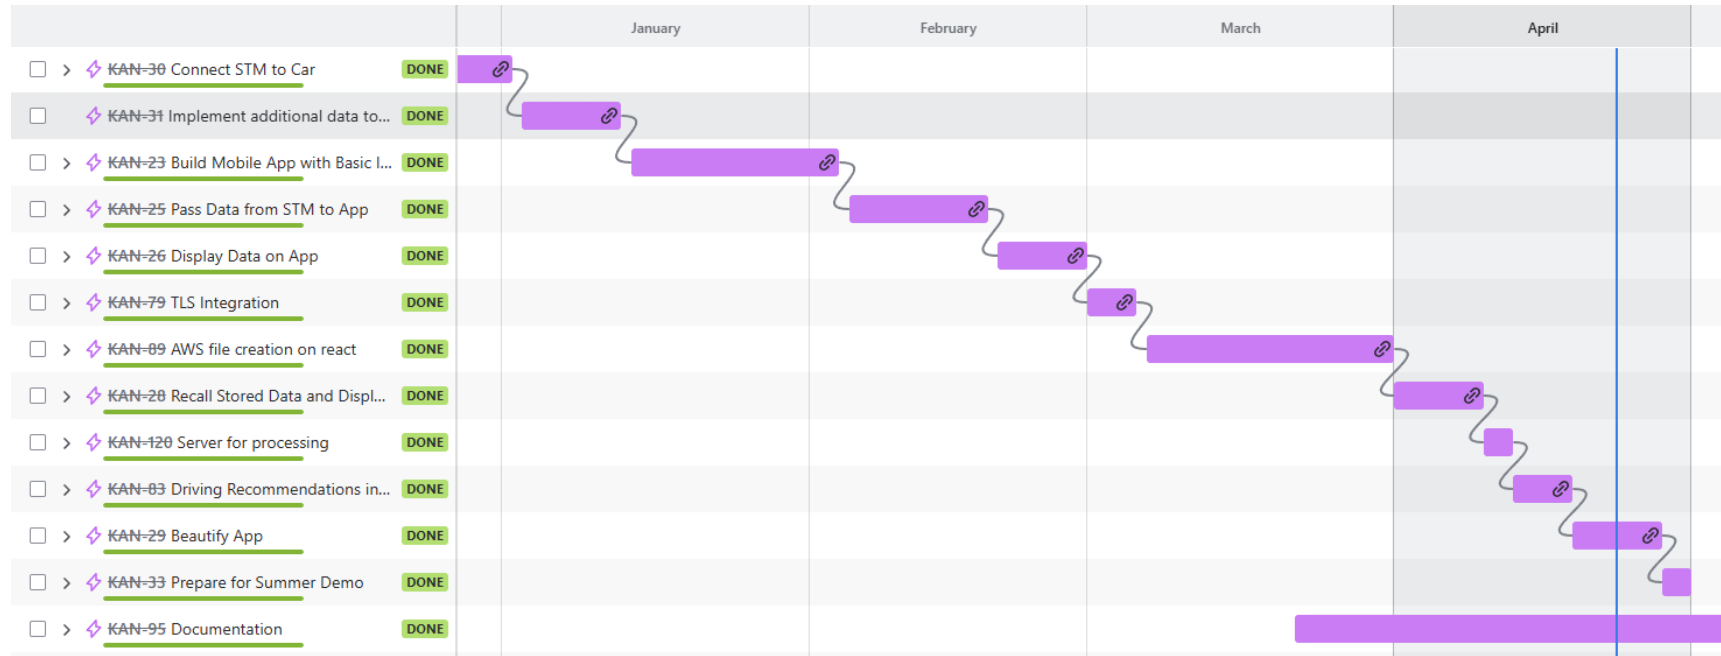 January February March April
KAN-30 Connect STM to Car DONE
KAN-31 Implement additional data to... DONE
KAN-23 Build Mobile App with Basic I... DONE
KAN-25 Pass Data from STM to App DONE
KAN-26 Display Data on App DONE
KAN-79 TLS Integration DONE
KAN-89 AWS file creation on react DONE
KAN-28 Recall Stored Data and Displ... DONE
KAN-120 Server for processing DONE
KAN-83 Driving Recommendations in... DONE
KAN-29 Beautify App DONE
KAN-33 Prepare for Summer Demo DONE
KAN-95 Documentation DONE